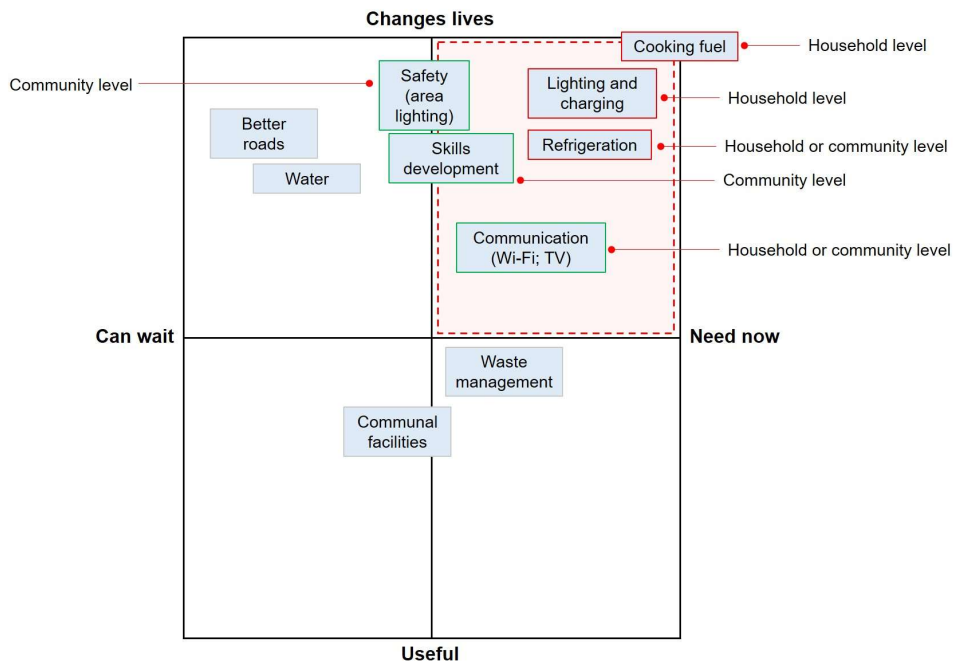 Changes lives
Cooking fuel
Household level
Community level
Safety
(area
lighting)
Lighting and
charging
Household level
Better
roads
Skills
development
Refrigeration
Household or community level
Water
Community level
Communication
(Wi-Fi; TV)
Household or community level
Can wait
Need now
Waste
management
Communal
facilities
Useful